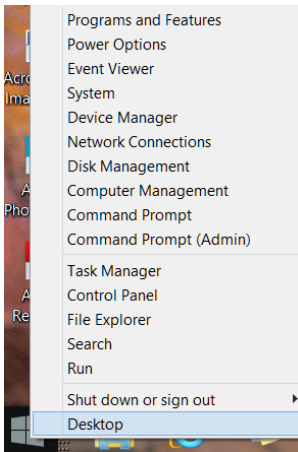 Programs and Features
Power Options
Event Viewer
System
Device Manager
Network Connections
Disk Management
Computer Management
Command Prompt
Command Prompt (Admin)
Task Manager
Control Panel
File Explorer
Search
Run
Shut down or sign out
Desktop